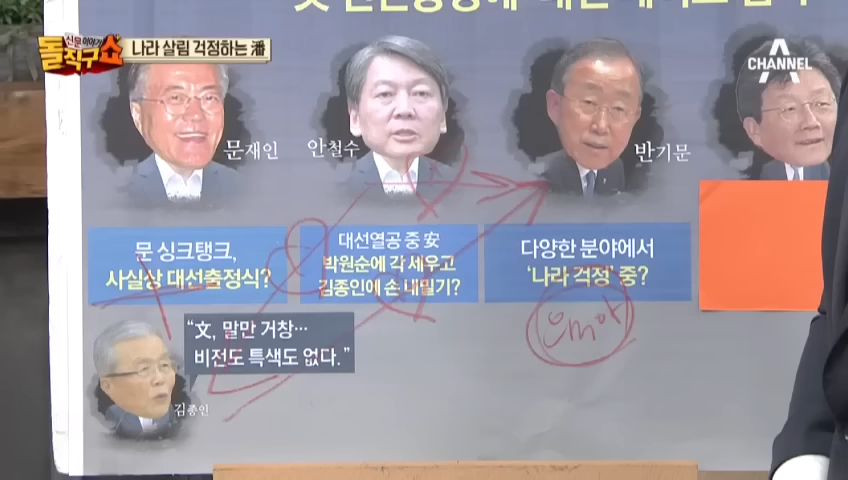 신문이야기
돌직구쇼
나라 살림 걱정하는 潘
CHANNEL A
문재인
안철수
반기문
문 싱크탱크,
사실상 대선출정식?
대선열공 중 安
박원순에 각 세우고
김종인에 손 내밀기?
다양한 분야에서
'나라 걱정' 중?
"文, 말만 거창…
비전도 특색도 없다."
김종인